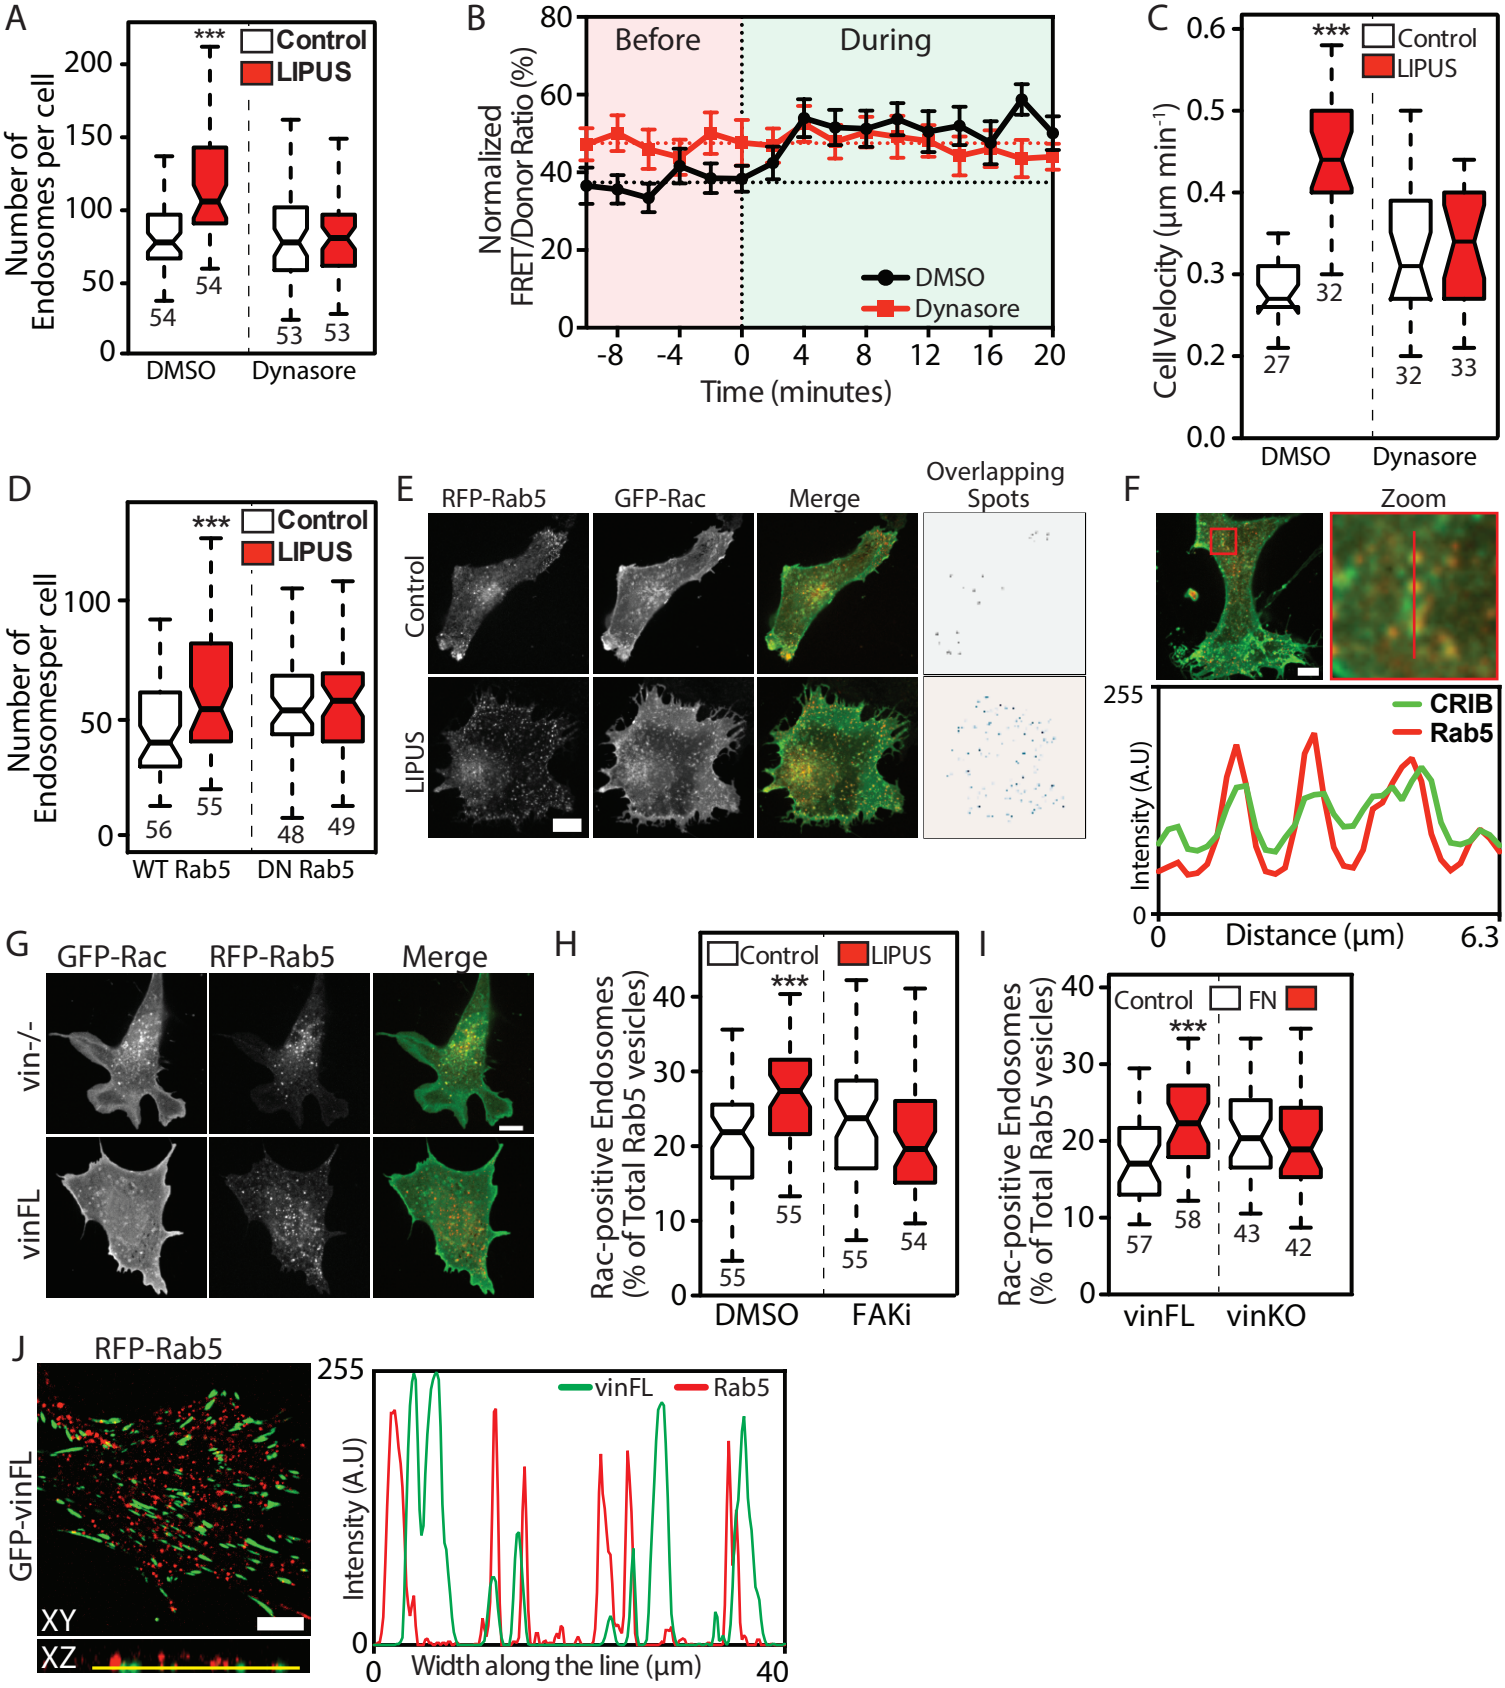 A
Number of
Endosomes per cell
200
150
100
50
0
***
Control
LIPUS
54
54
53
53
DMSO
Dynasore
B
Normalized
FRET/Donor Ratio (%)
80
60
40
20
0
Before
During
DMSO
Dynasore
-8
-4
0
4
8
12
16
20
Time (minutes)
C
Cell Velocity (µm min-1)
0.6
0.5
0.4
0.3
0.2
0.0
***
Control
LIPUS
27
32
32
33
DMSO
Dynasore
D
Number of
Endosomesper cell
100
50
0
***
Control
LIPUS
56
55
48
49
WT Rab5
DN Rab5
E
RFP-Rab5
GFP-Rac
Merge
Overlapping
Spots
Control
LIPUS
F
Zoom
255
CRIB
Rab5
Intensity (A.U
0
0
Distance (µm)
6.3
G
GFP-Rac
RFP-Rab5
Merge
vin-/-
vinFL
H
Rac-positive Endosomes
(% of Total Rab5 vesicles)
40
30
20
10
0
Control
LIPUS
***
55
55
55
54
DMSO
FAKi
I
Rac-positive Endosomes
(% of Total Rab5 vesicles)
40
30
20
10
0
Control
FN
***
57
58
43
42
vinFL
vinKO
J
RFP-Rab5
GFP-vinFL
XY
XZ
255
vinFL
Rab5
Intensity (A.U)
0
0
Width along the line (µm)
40